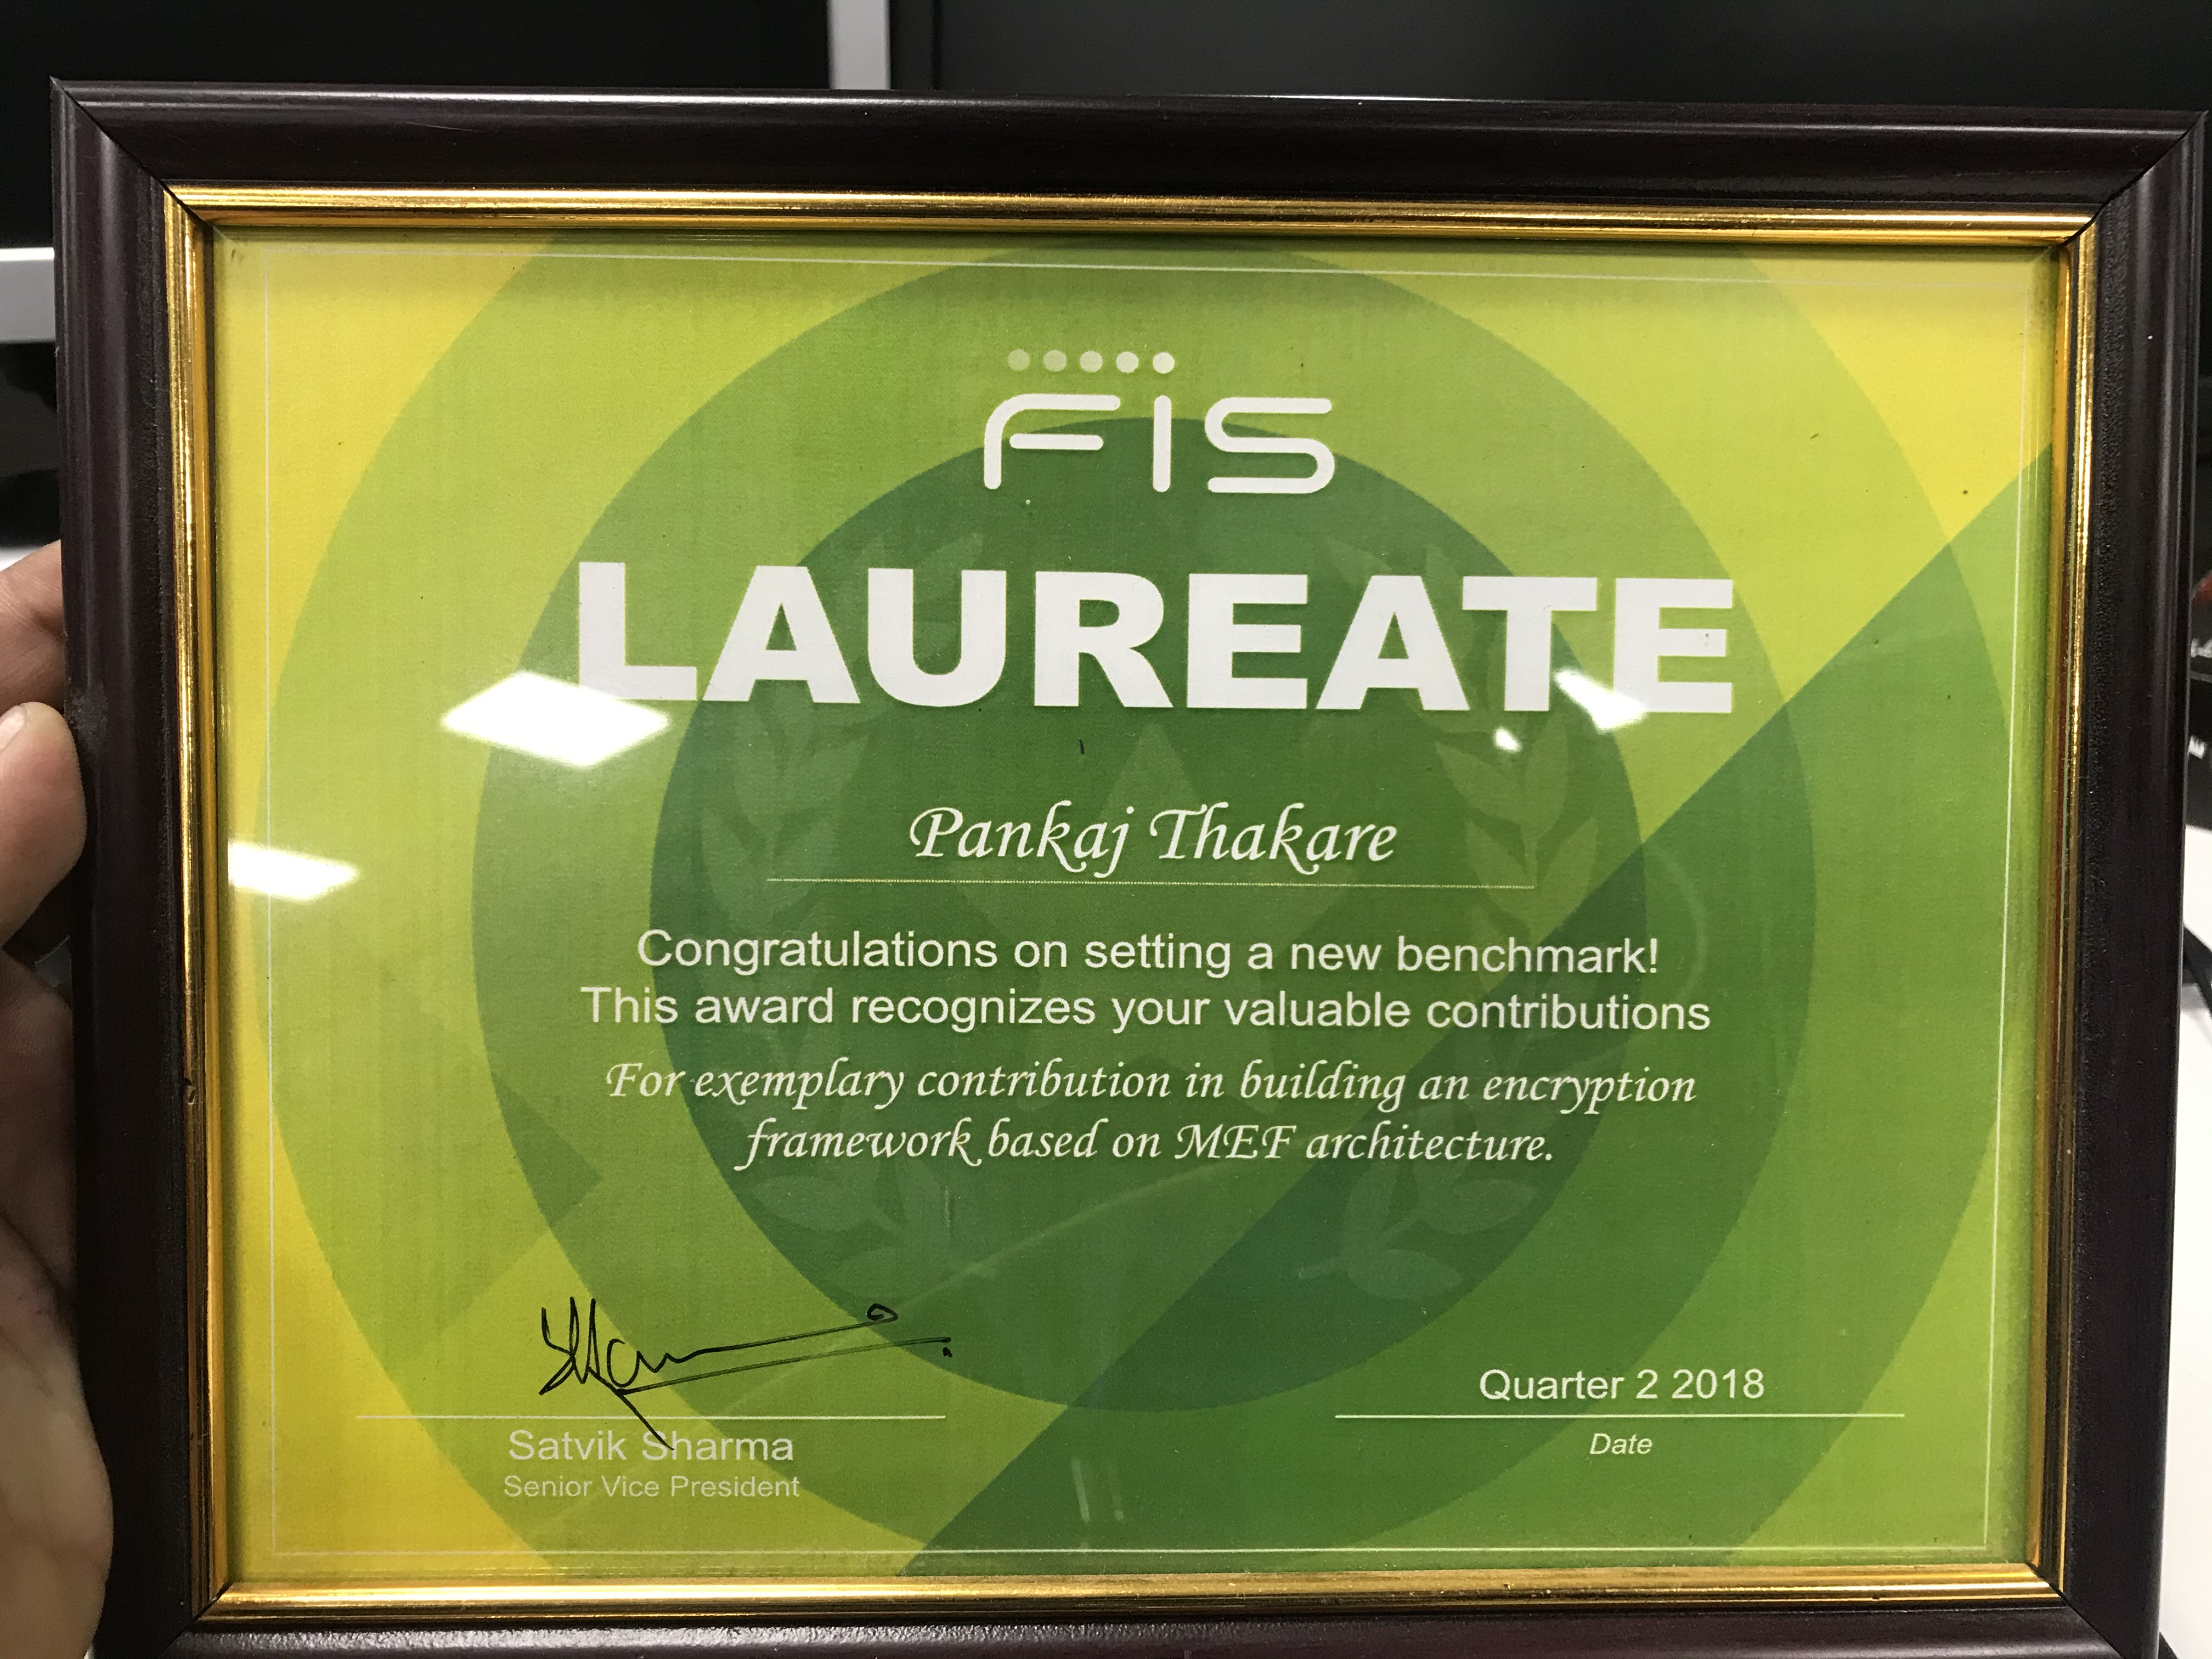 FIS
LAUREATE
Pankaj Thakare
Congratulations on setting a new benchmark!
This award recognizes your valuable contributions
For exemplary contribution in building an encryption
framework based on MEF architecture.
Satvik Sharma
Senior Vice President
Quarter 2 2018
Date